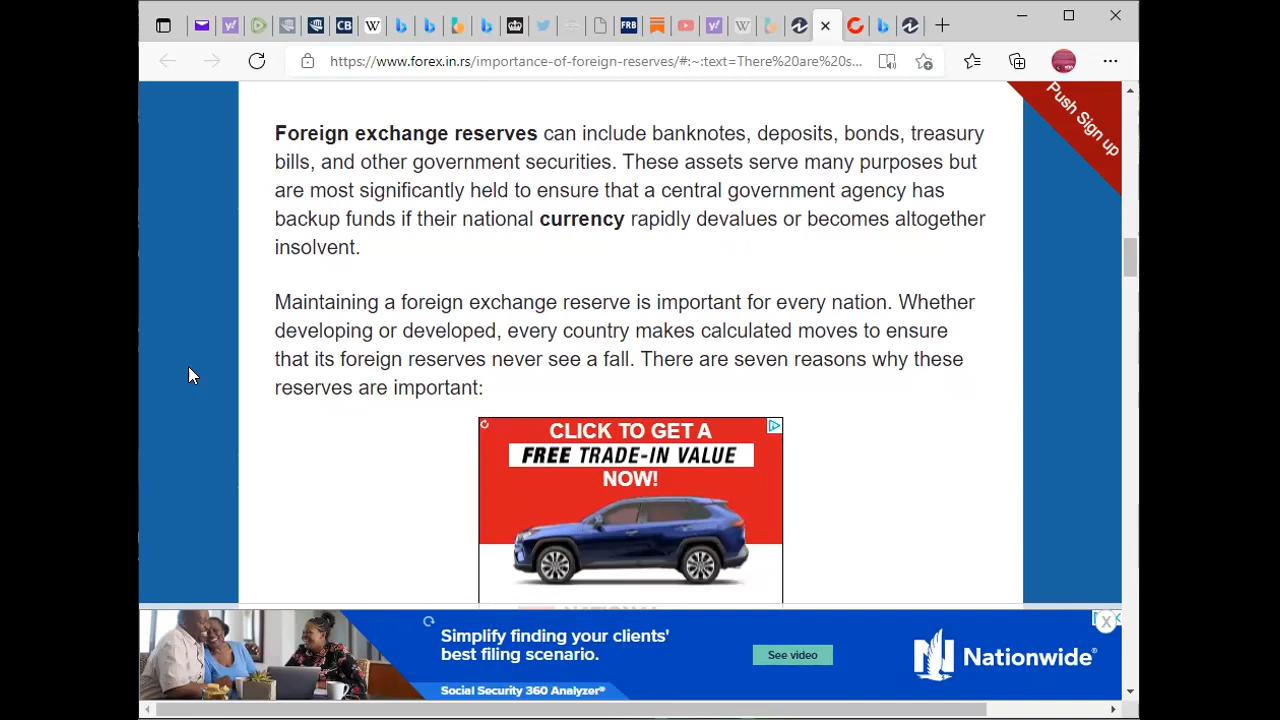 CB
W
FRB
https://www.forex.in.rs/importance-of-foreign-reserves/#:~:text=There%20are%20s...
Push Sign up
Foreign exchange reserves can include banknotes, deposits, bonds, treasury
bills, and other government securities. These assets serve many purposes but
are most significantly held to ensure that a central government agency has
backup funds if their national currency rapidly devalues or becomes altogether
insolvent.
Maintaining a foreign exchange reserve is important for every nation. Whether
developing or developed, every country makes calculated moves to ensure
that its foreign reserves never see a fall. There are seven reasons why these
reserves are important:
CLICK TO GET A
FREE TRADE-IN VALUE
NOW!
Simplify finding your clients'
best filing scenario.
Social Security 360 Analyzer®
See video
Nationwide®